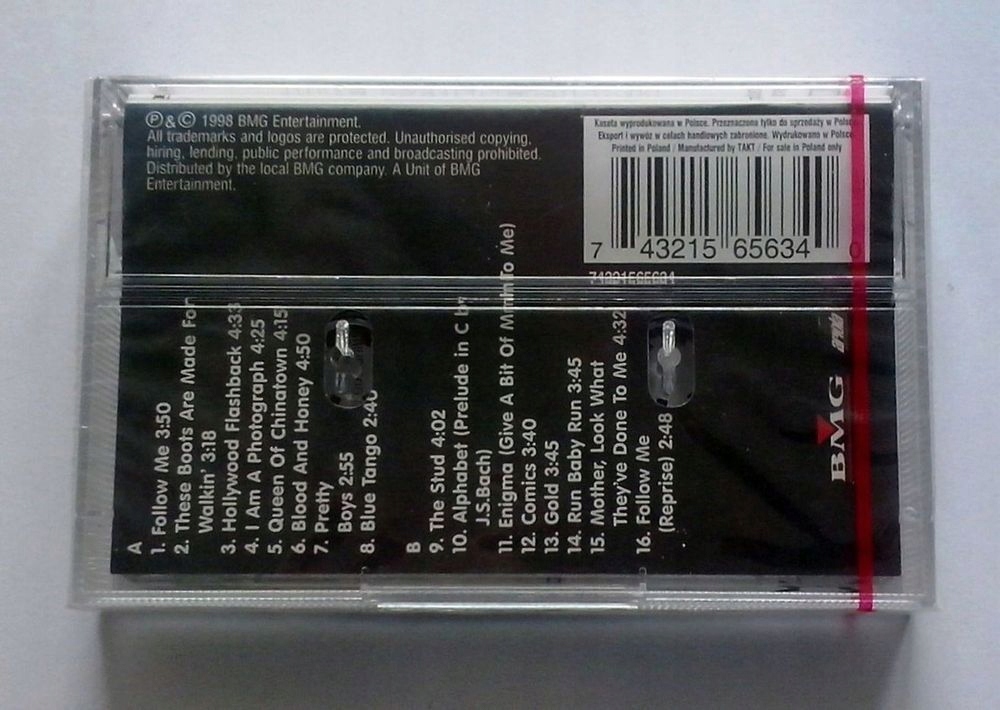 ℗ & © 1998 BMG Entertainment.
All trademarks and logos are protected. Unauthorised copying,
hiring, lending, public performance and broadcasting prohibited.
Distributed by the local BMG company. A Unit of BMG
Entertainment.
Kaseta wyprodukowana w Polsce. Przeznaczona tylko do sprzedaży w
Eksport i wywóz w celach handlowych zabronione. Wydrukowano w Polsce
Printed in Poland / Manufactured by TAKT / For sale in Poland only
7 43215 65634 0
A
1. Follow Me 3:50
2. These Boots Are Made For
Walkin' 3:18
3. Hollywood Flashback 4:33
4. I Am A Photograph 4:25
5. Queen Of Chinatown 4:15
6. Blood And Honey 4:50
7. Pretty
Boys 2:55
8. Blue Tango 2:40
B
9. The Stud 4:02
10. Alphabet (Prelude in C by
J.S.Bach)
11. Enigma (Give A Bit Of Mmh To Me)
12. Comics 3:40
13. Gold 3:45
14. Run Baby Run 3:45
15. Mother, Look What
They've Done To Me 4:32
16. Follow Me
(Reprise) 2:48
BMG